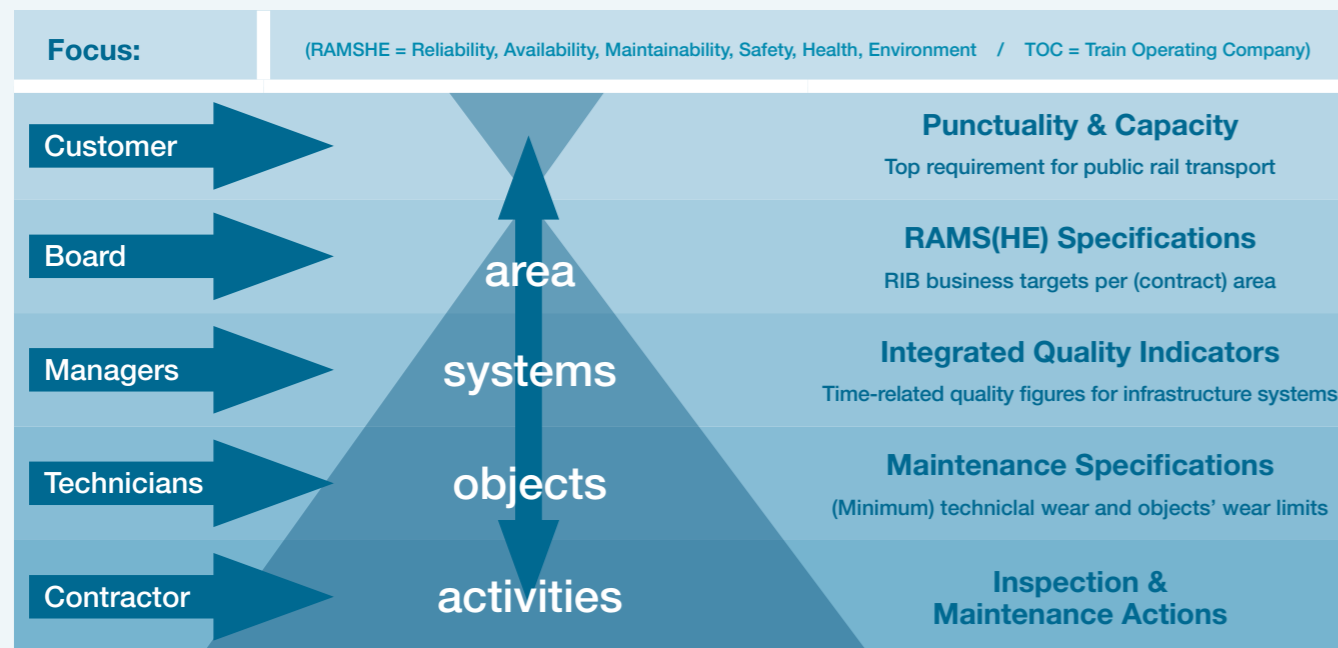 Focus:
(RAMSHE = Reliability, Availability, Maintainability, Safety, Health, Environment / TOC = Train Operating Company)
Customer
Punctuality & Capacity
Top requirement for public rail transport
Board
area
RAMS(HE) Specifications
RIB business targets per (contract) area
Managers
systems
Integrated Quality Indicators
Time-related quality figures for infrastructure systems
Technicians
objects
Maintenance Specifications
(Minimum) techniclal wear and objects' wear limits
Contractor
activities
Inspection &
Maintenance Actions